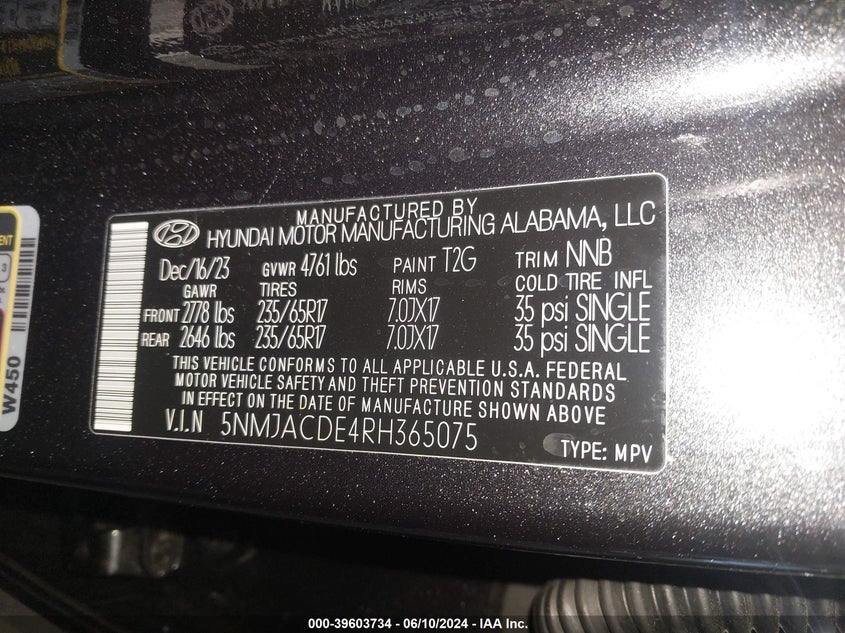 MANUFACTURED BY
HYUNDAI MOTOR MANUFACTURING ALABAMA, LLC
Dec/16/23 GVWR 4761 lbs PAINT T2G TRIM NNB
GAWR TIRES RIMS COLD TIRE INFL
FRONT 2778 lbs 235/65R17 7.0JX17 35 psi SINGLE
REAR 2646 lbs 235/65R17 7.0JX17 35 psi SINGLE
THIS VEHICLE CONFORMS TO ALL APPLICABLE U.S.A. FEDERAL
MOTOR VEHICLE SAFETY AND THEFT PREVENTION STANDARDS
IN EFFECT ON THE DATE OF MANUFACTURE SHOWN ABOVE
V.I.N 5NMJACDE4RH365075
TYPE: MPV
ENT
3
W450
000-39603734 - 06/10/2024 - IAA Inc.